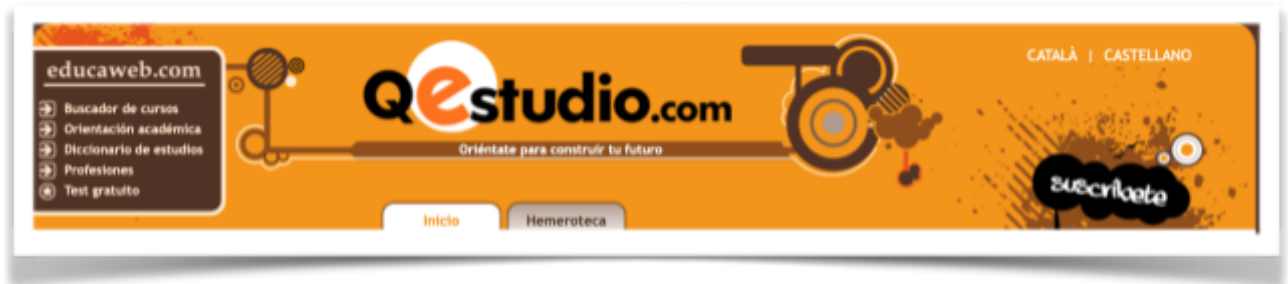 educaweb.com
Buscador de cursos
Orientación académica
Diccionario de estudios
Profesiones
Test gratuito
Qestudio.com
Oriéntate para construir tu futuro
CATALÀ | CASTELLANO
suscríbete
Inicio
Hemeroteca